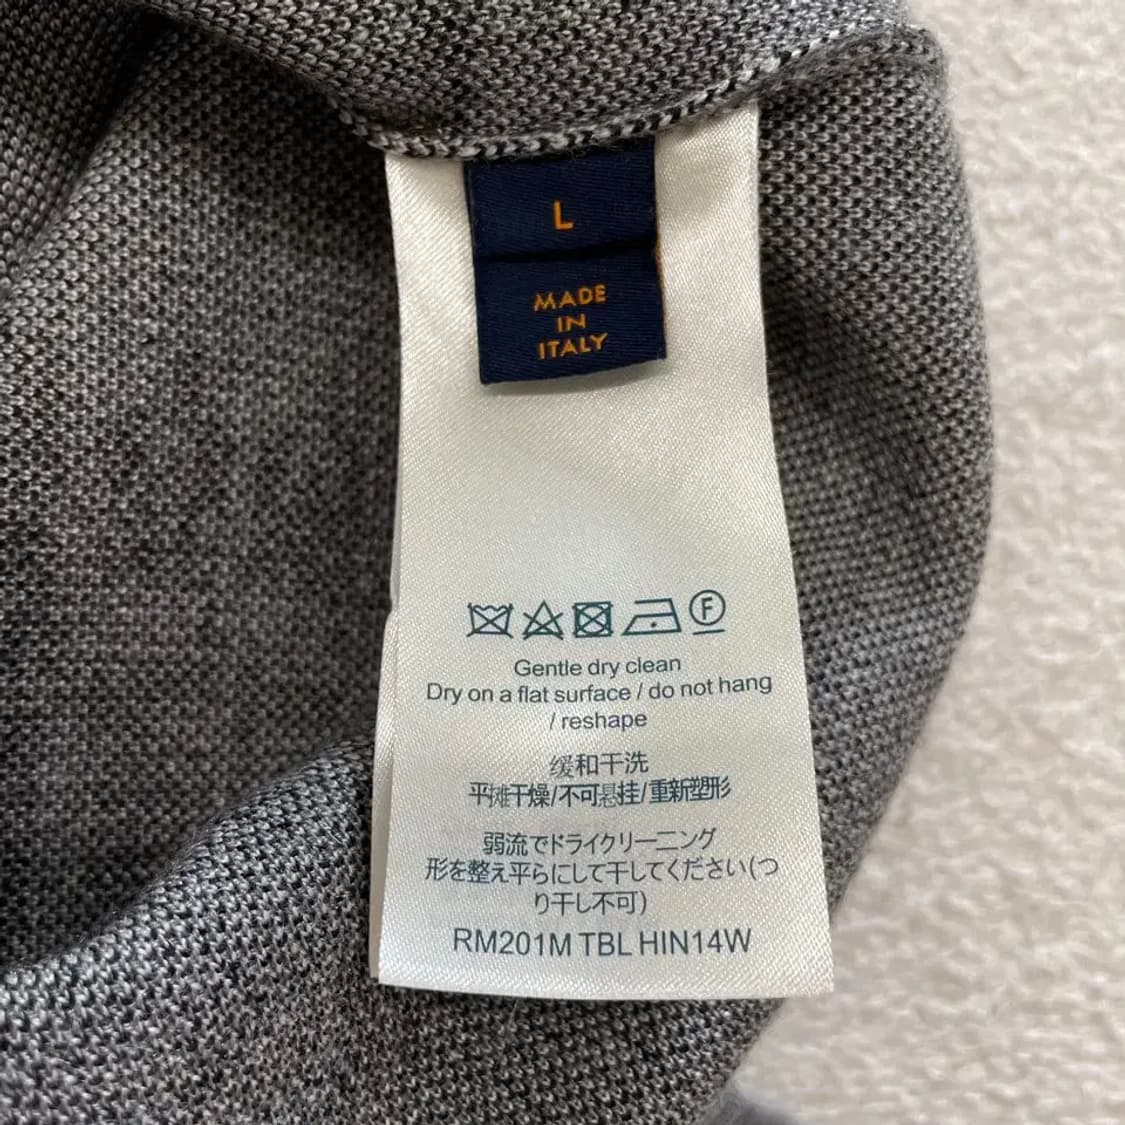 L
MADE
IN
ITALY
F
Gentle dry clean
Dry on a flat surface / do not hang
/ reshape
缓和干洗
平摊干燥/不可悬挂/重新塑形
弱流でドライクリーニング
形を整え平らにして干してください(つ
り干し不可)
RM201M TBL HIN14W